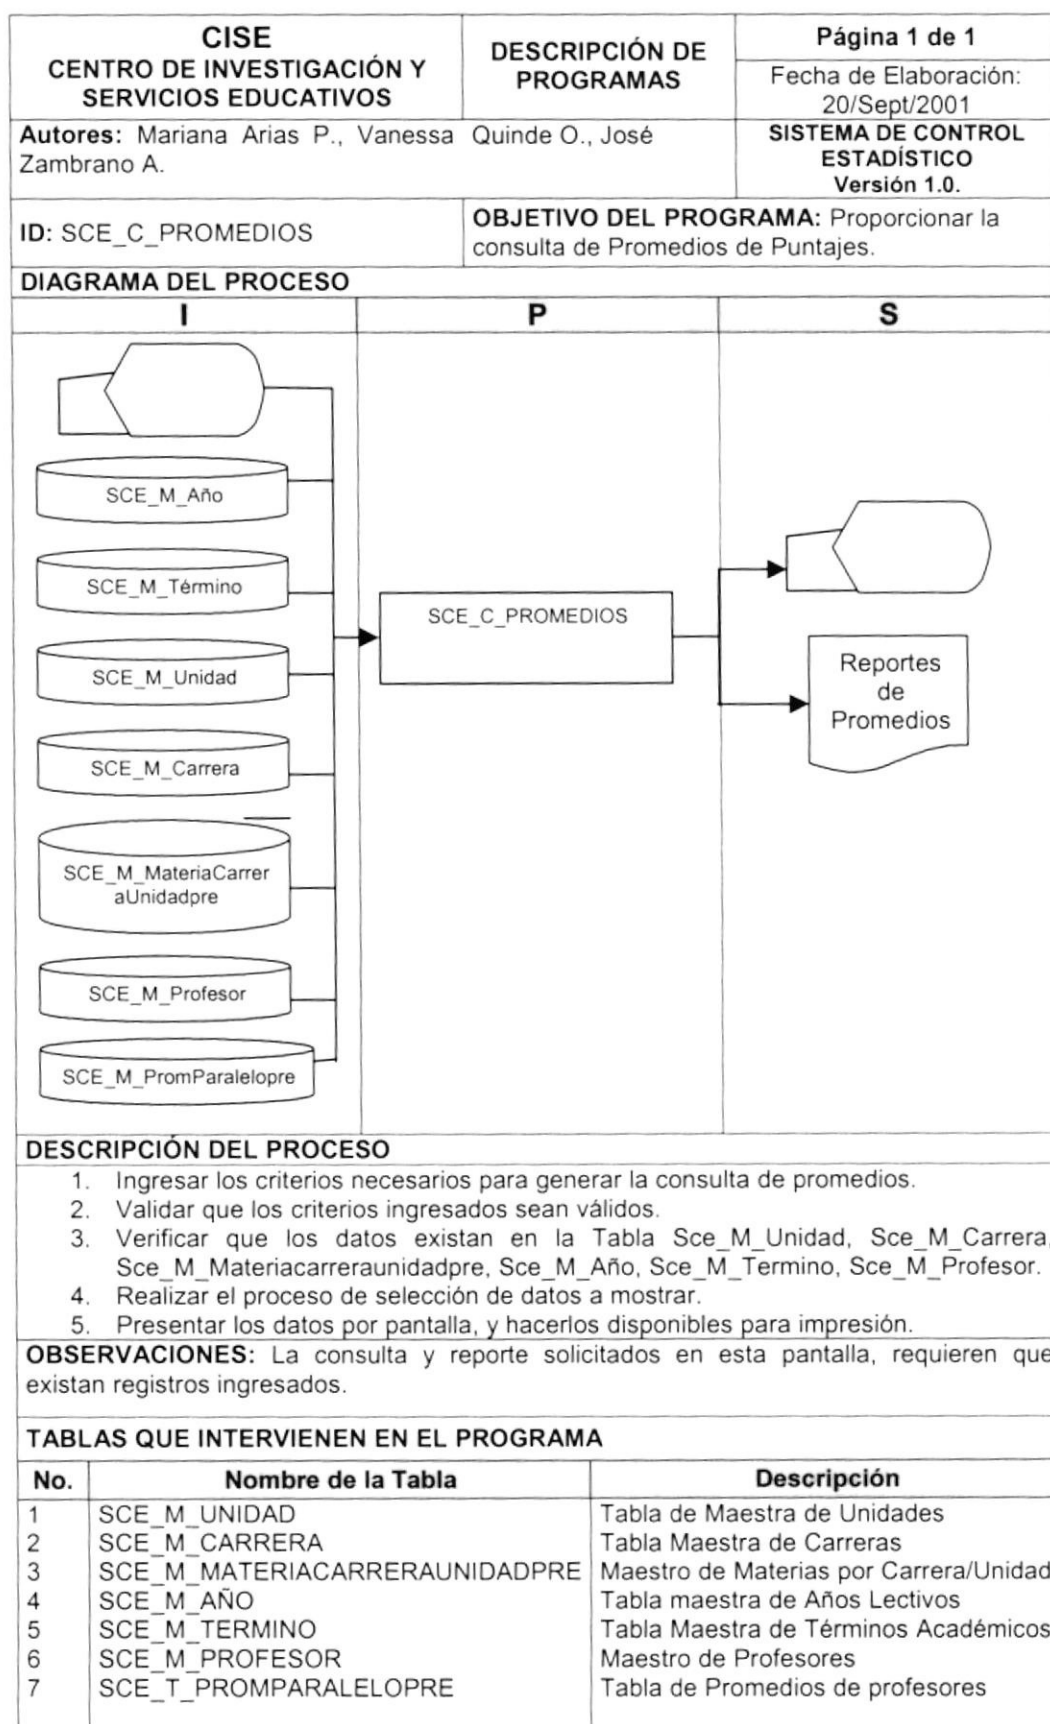 CISE
CENTRO DE INVESTIGACIÓN Y
SERVICIOS EDUCATIVOS
DESCRIPCIÓN DE
PROGRAMAS
Página 1 de 1
Fecha de Elaboración:
20/Sept/2001
Autores: Mariana Arias P., Vanessa Quinde O., José
Zambrano A.
SISTEMA DE CONTROL
ESTADÍSTICO
Versión 1.0.
ID: SCE_C_PROMEDIOS
OBJETIVO DEL PROGRAMA: Proporcionar la
consulta de Promedios de Puntajes.
DIAGRAMA DEL PROCESO
I P S
SCE_M_Año
SCE_M_Término
SCE_M_Unidad
SCE_M_Carrera
SCE_M_MateriaCarrer
aUnidadpre
SCE_M_Profesor
SCE_M_PromParalelopre
SCE_C_PROMEDIOS
Reportes
de
Promedios
DESCRIPCIÓN DEL PROCESO
1. Ingresar los criterios necesarios para generar la consulta de promedios.
2. Validar que los criterios ingresados sean válidos.
3. Verificar que los datos existan en la Tabla Sce_M_Unidad, Sce_M_Carrera,
Sce_M_Materiacarreraunidadpre, Sce_M_Año, Sce_M_Termino, Sce_M_Profesor.
4. Realizar el proceso de selección de datos a mostrar.
5. Presentar los datos por pantalla, y hacerlos disponibles para impresión.
OBSERVACIONES: La consulta y reporte solicitados en esta pantalla, requieren que
existan registros ingresados.
TABLAS QUE INTERVIENEN EN EL PROGRAMA
No. Nombre de la Tabla Descripción
1 SCE_M_UNIDAD Tabla de Maestra de Unidades
2 SCE_M_CARRERA Tabla Maestra de Carreras
3 SCE_M_MATERIACARRERAUNIDADPRE Maestro de Materias por Carrera/Unidad
4 SCE_M_AÑO Tabla maestra de Años Lectivos
5 SCE_M_TERMINO Tabla Maestra de Términos Académicos
6 SCE_M_PROFESOR Maestro de Profesores
7 SCE_T_PROMPARALELOPRE Tabla de Promedios de profesores